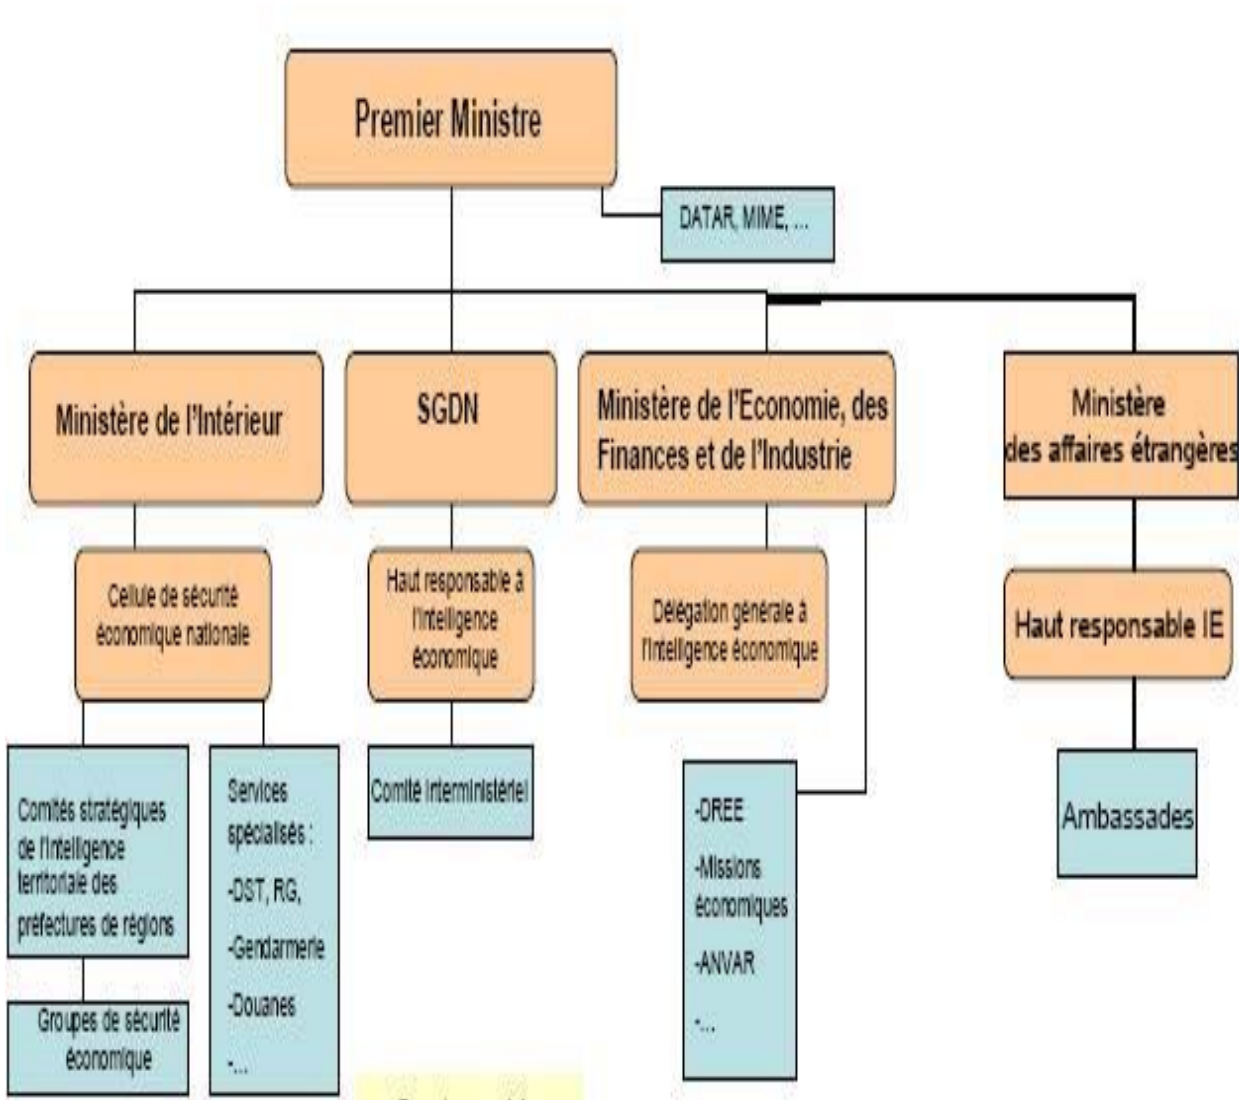 Premier Ministre
DATAR, MIME, ...
Ministère de l'Intérieur
SGDN
Ministère de l'Economie, des
Finances et de l'Industrie
Ministère
des affaires étrangères
Cellule de sécurité
économique nationale
Haut responsable à
l'Intelligence
économique
Délégation générale à
l'Intelligence économique
Haut responsable IE
Comités stratégiques
de l'Intelligence
territoriale des
préfectures de régions
Services
spécialisés :
-DST, RG,
-Gendarmerie
-Douanes
-...
Comité Interministériel
-DREE
-Missions
économiques
-ANVAR
-...
Ambassades
Groupes de sécurité
économique